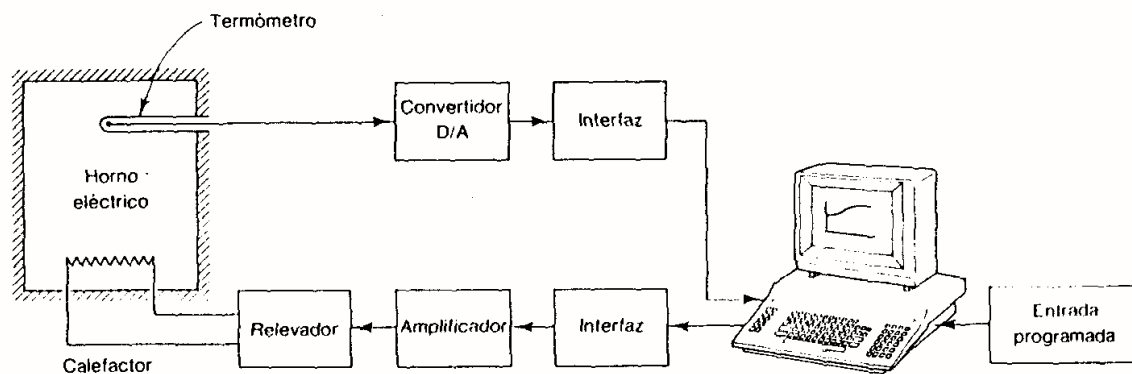 Termómetro
Convertidor
D/A
Interfaz
Horno
eléctrico
Relevador
Amplificador
Interfaz
Entrada
programada
Calefactor